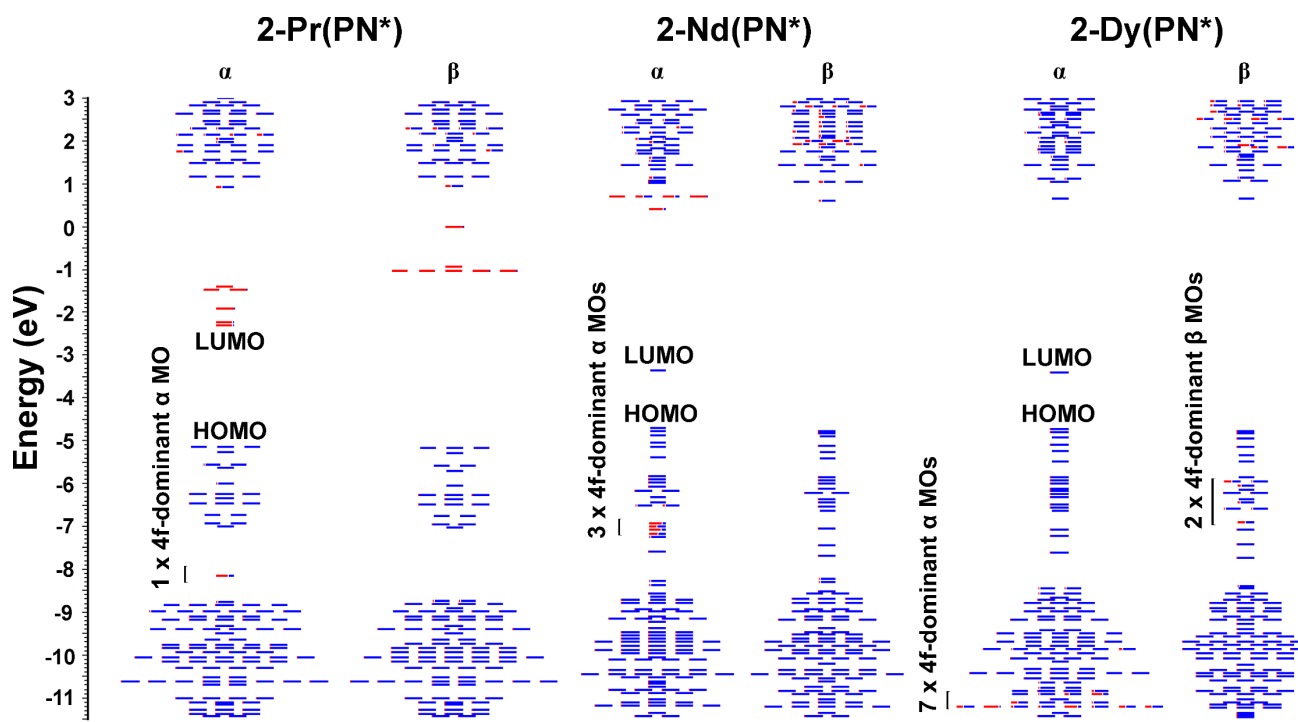 2-Pr(PN*)
2-Nd(PN*)
2-Dy(PN*)
α
β
α
β
α
β
Energy (eV)
3
2
1
0
-1
-2
-3
-4
-5
-6
-7
-8
-9
-10
-11
LUMO
HOMO
1 x 4f-dominant α MO
LUMO
HOMO
3 x 4f-dominant α MOs
LUMO
HOMO
7 x 4f-dominant α MOs
2 x 4f-dominant β MOs